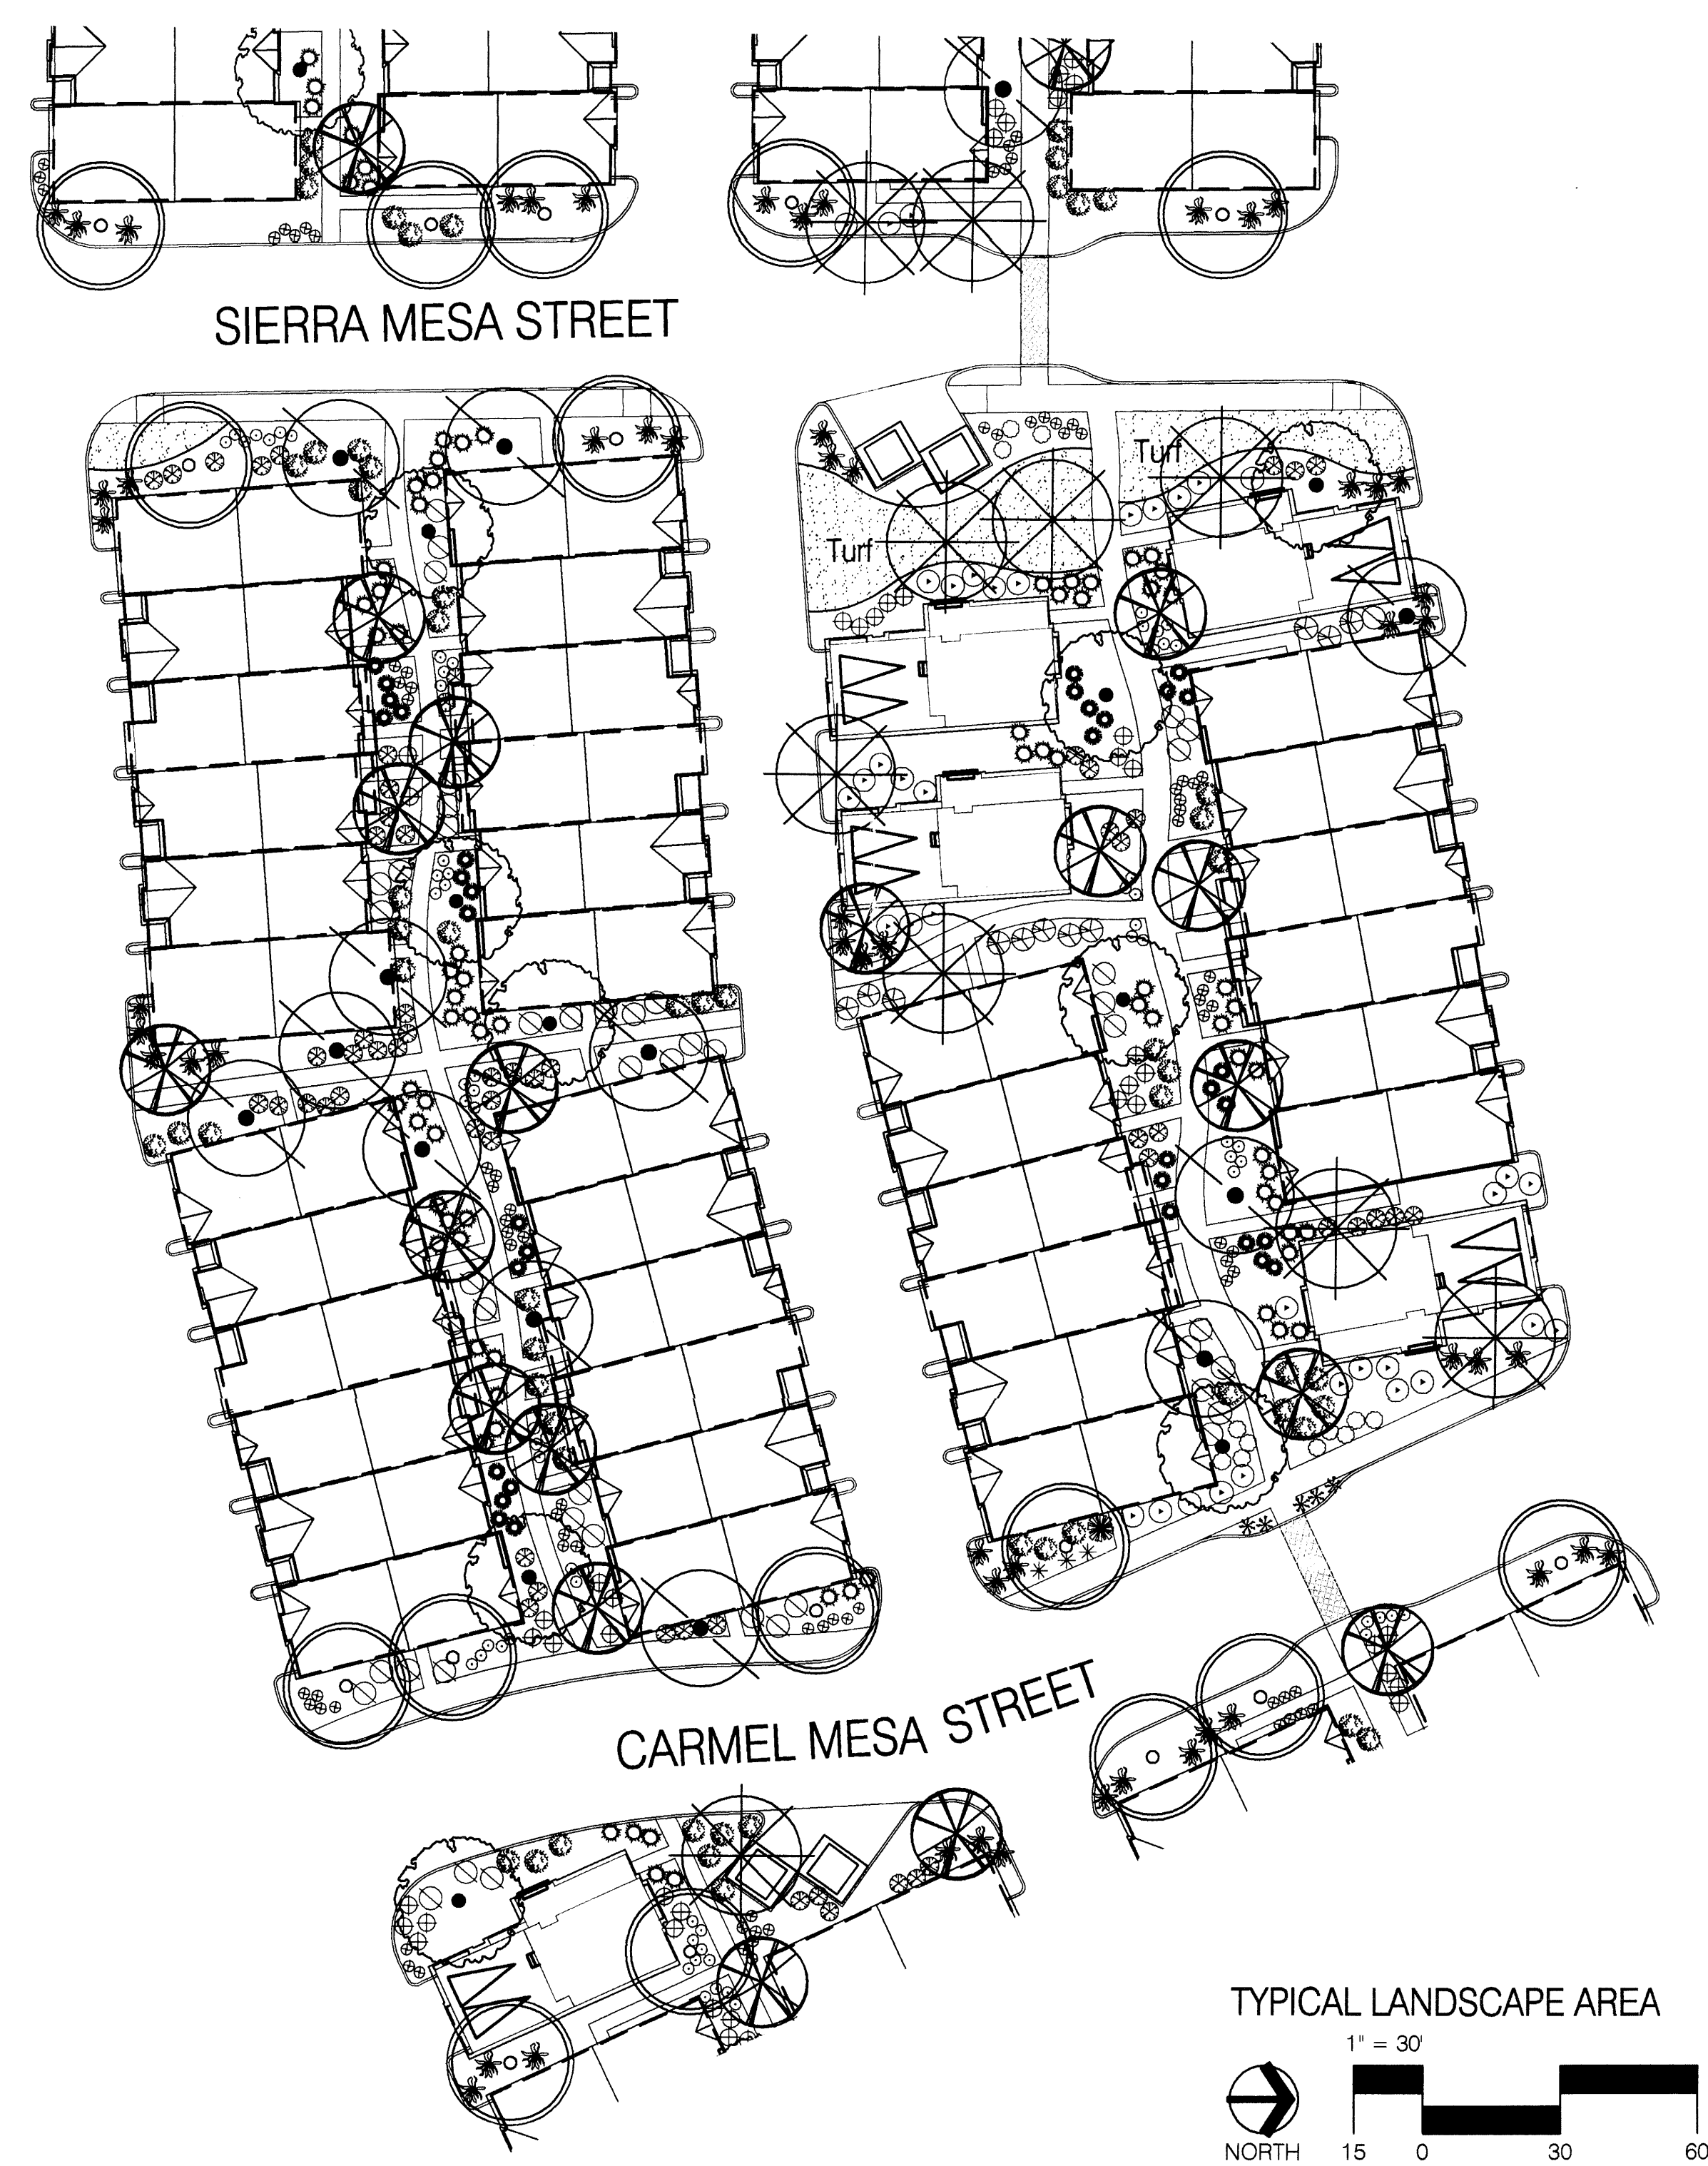 SIERRA MESA STREET
Turf
Turf
CARMEL MESA STREET
TYPICAL LANDSCAPE AREA
1" = 30'
NORTH
15 0 30 60